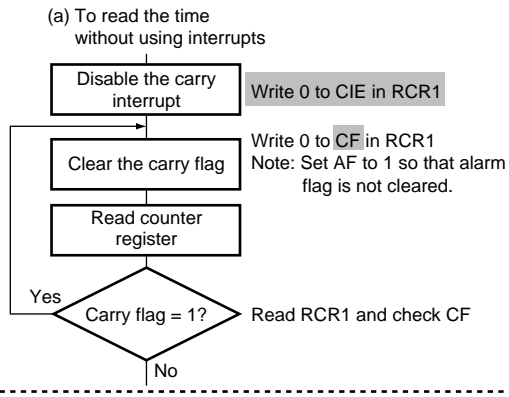 (a) To read the time
without using interrupts
Disable the carry
interrupt
Write 0 to CIE in RCR1
Write 0 to CF in RCR1
Clear the carry flag
Note: Set AF to 1 so that alarm
flag is not cleared.
Read counter
register
Yes
Carry flag = 1?
Read RCR1 and check CF
No